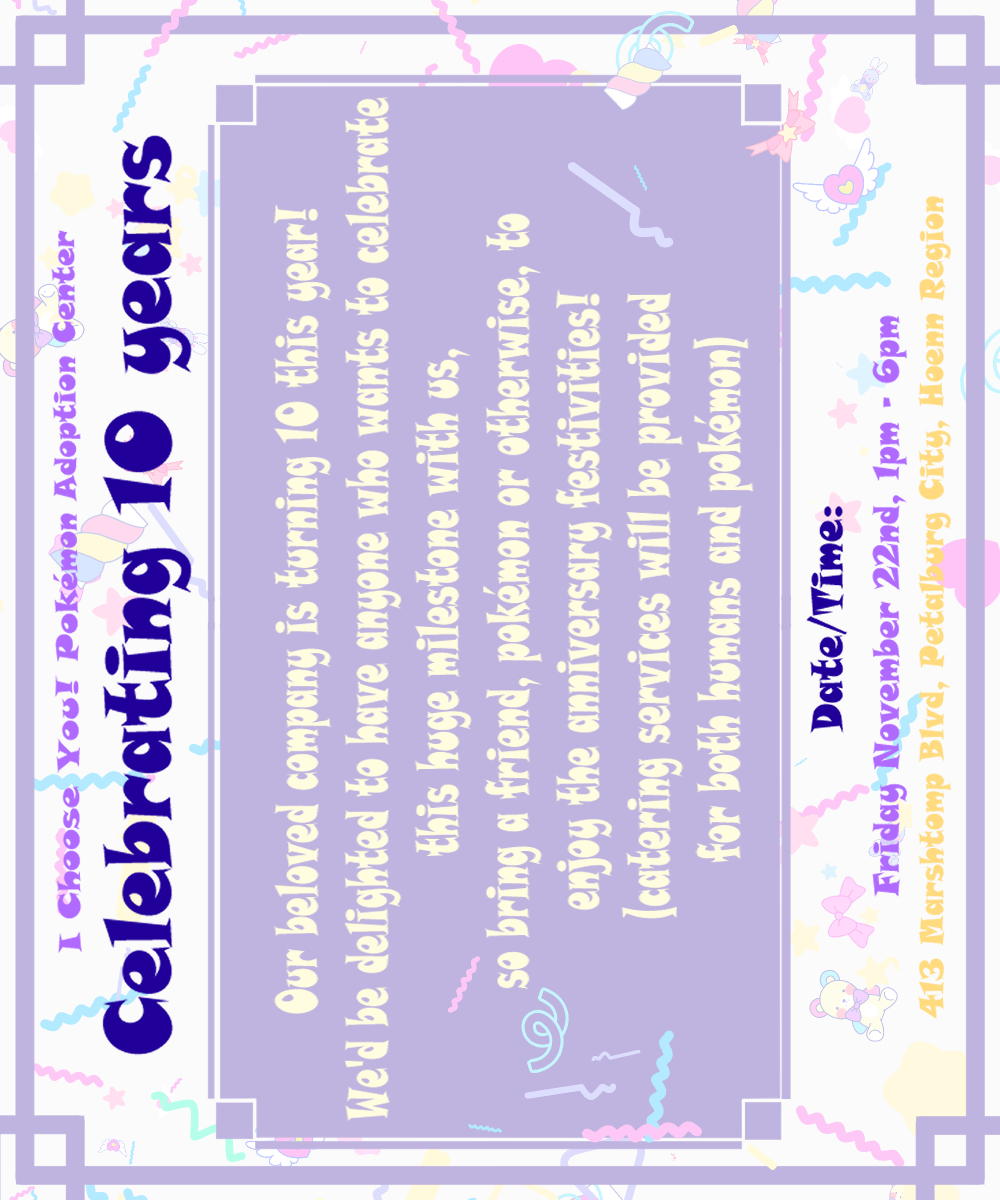 I Choose You! Pokémon Adoption Center
Celebrating 10 years
Our beloved company is turning 10 this year!
We'd be delighted to have anyone who wants to celebrate
this huge milestone with us,
so bring a friend, pokémon or otherwise, to
enjoy the anniversary festivities!
(catering services will be provided
for both humans and pokémon)
Date/Time:
Friday November 22nd, 1pm - 6pm
413 Marshtomp Blvd, Petalburg City, Hoenn Region